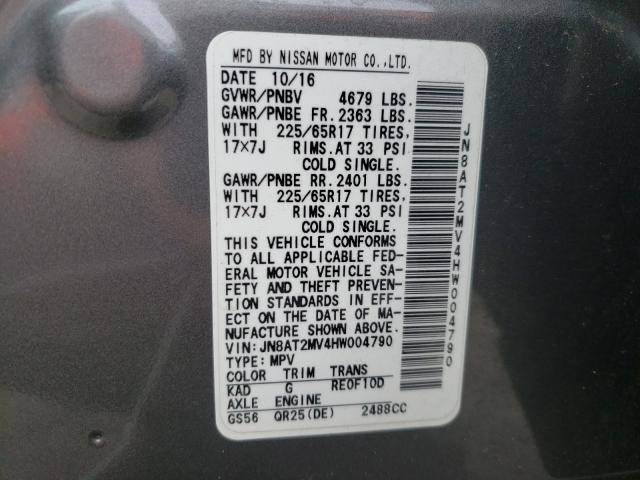 MFD BY NISSAN MOTOR CO.,LTD.
DATE 10/16
GVWR/PNBV 4679 LBS.
GAWR/PNBE FR. 2363 LBS.
WITH 225/65R17 TIRES,
17x7J RIMS.AT 33 PSI
COLD SINGLE.
GAWR/PNBE RR. 2401 LBS.
WITH 225/65R17 TIRES,
17x7J RIMS.AT 33 PSI
COLD SINGLE.
THIS VEHICLE CONFORMS
TO ALL APPLICABLE FED-
ERAL MOTOR VEHICLE SA-
FETY AND THEFT PREVEN-
TION STANDARDS IN EFF-
ECT ON THE DATE OF MA-
NUFACTURE SHOWN ABOVE.
VIN: JN8AT2MV4HW004790
TYPE: MPV
COLOR TRIM TRANS
KAD G RE0F10D
AXLE ENGINE
GS56 QR25(DE) 2488CC
JN8AT2MV4HW004790